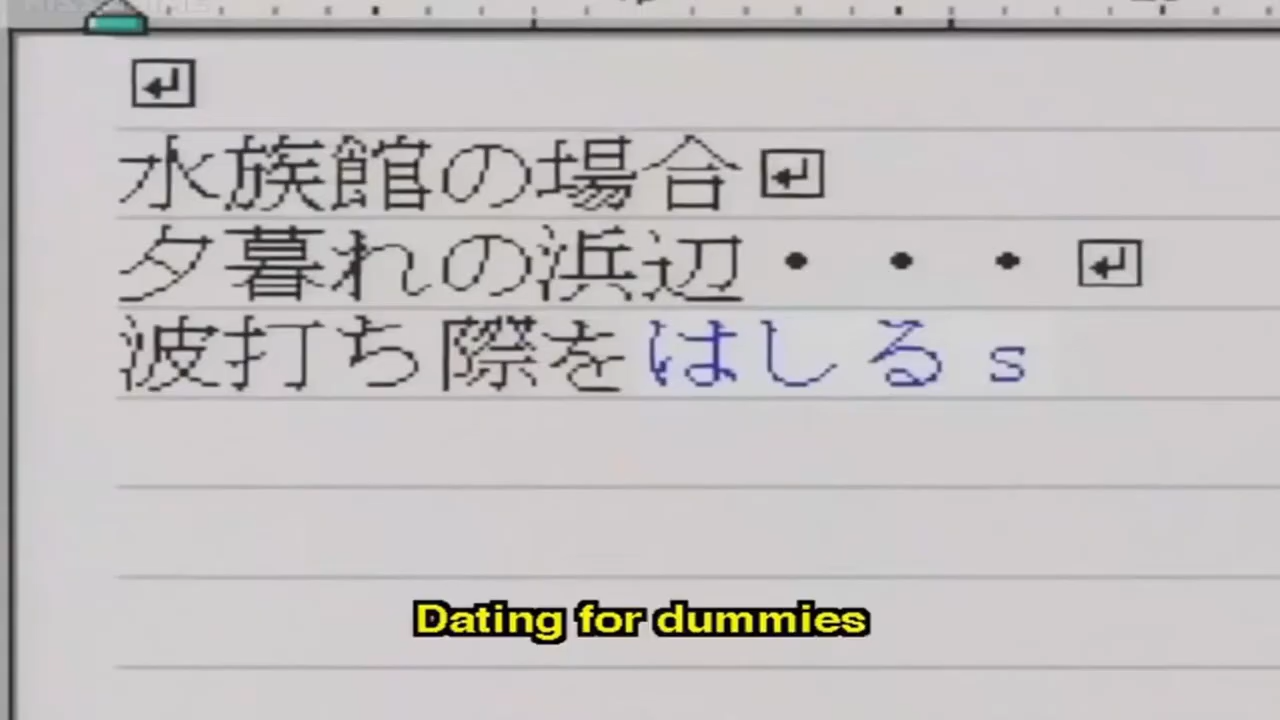 水族館の場合
夕暮れの浜辺・・・
波打ち際をはしるｓ
Dating for dummies